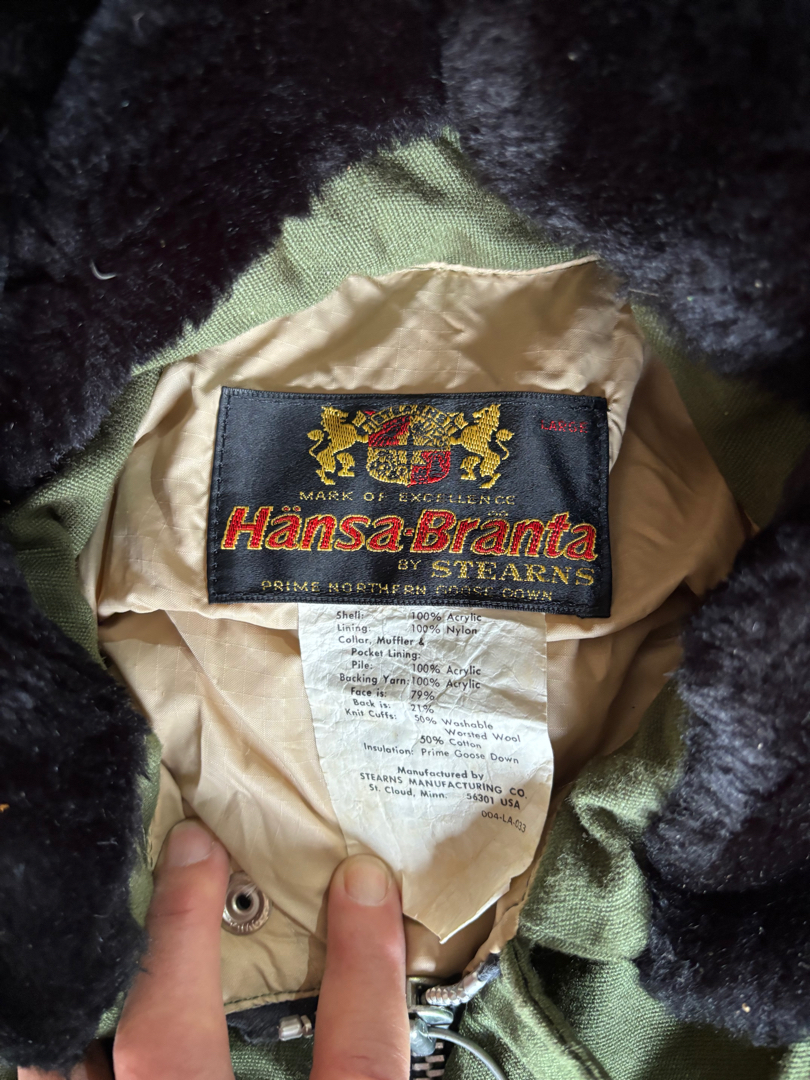 LARGE
MARK OF EXCELLENCE
Hänsa-Bränta
BY STEARNS
PRIME NORTHERN GOOSE DOWN
Shell: 100% Acrylic
Lining: 100% Nylon
Collar, Muffler &
Pocket Lining:
Pile: 100% Acrylic
Backing Yarn: 100% Acrylic
Face is: 79%
Back is: 21%
Knit Cuffs: 50% Washable
Worsted Wool
50% Cotton
Insulation: Prime Goose Down
Manufactured by
STEARNS MANUFACTURING CO.
St. Cloud, Minn. 56301 USA
004-LA-013